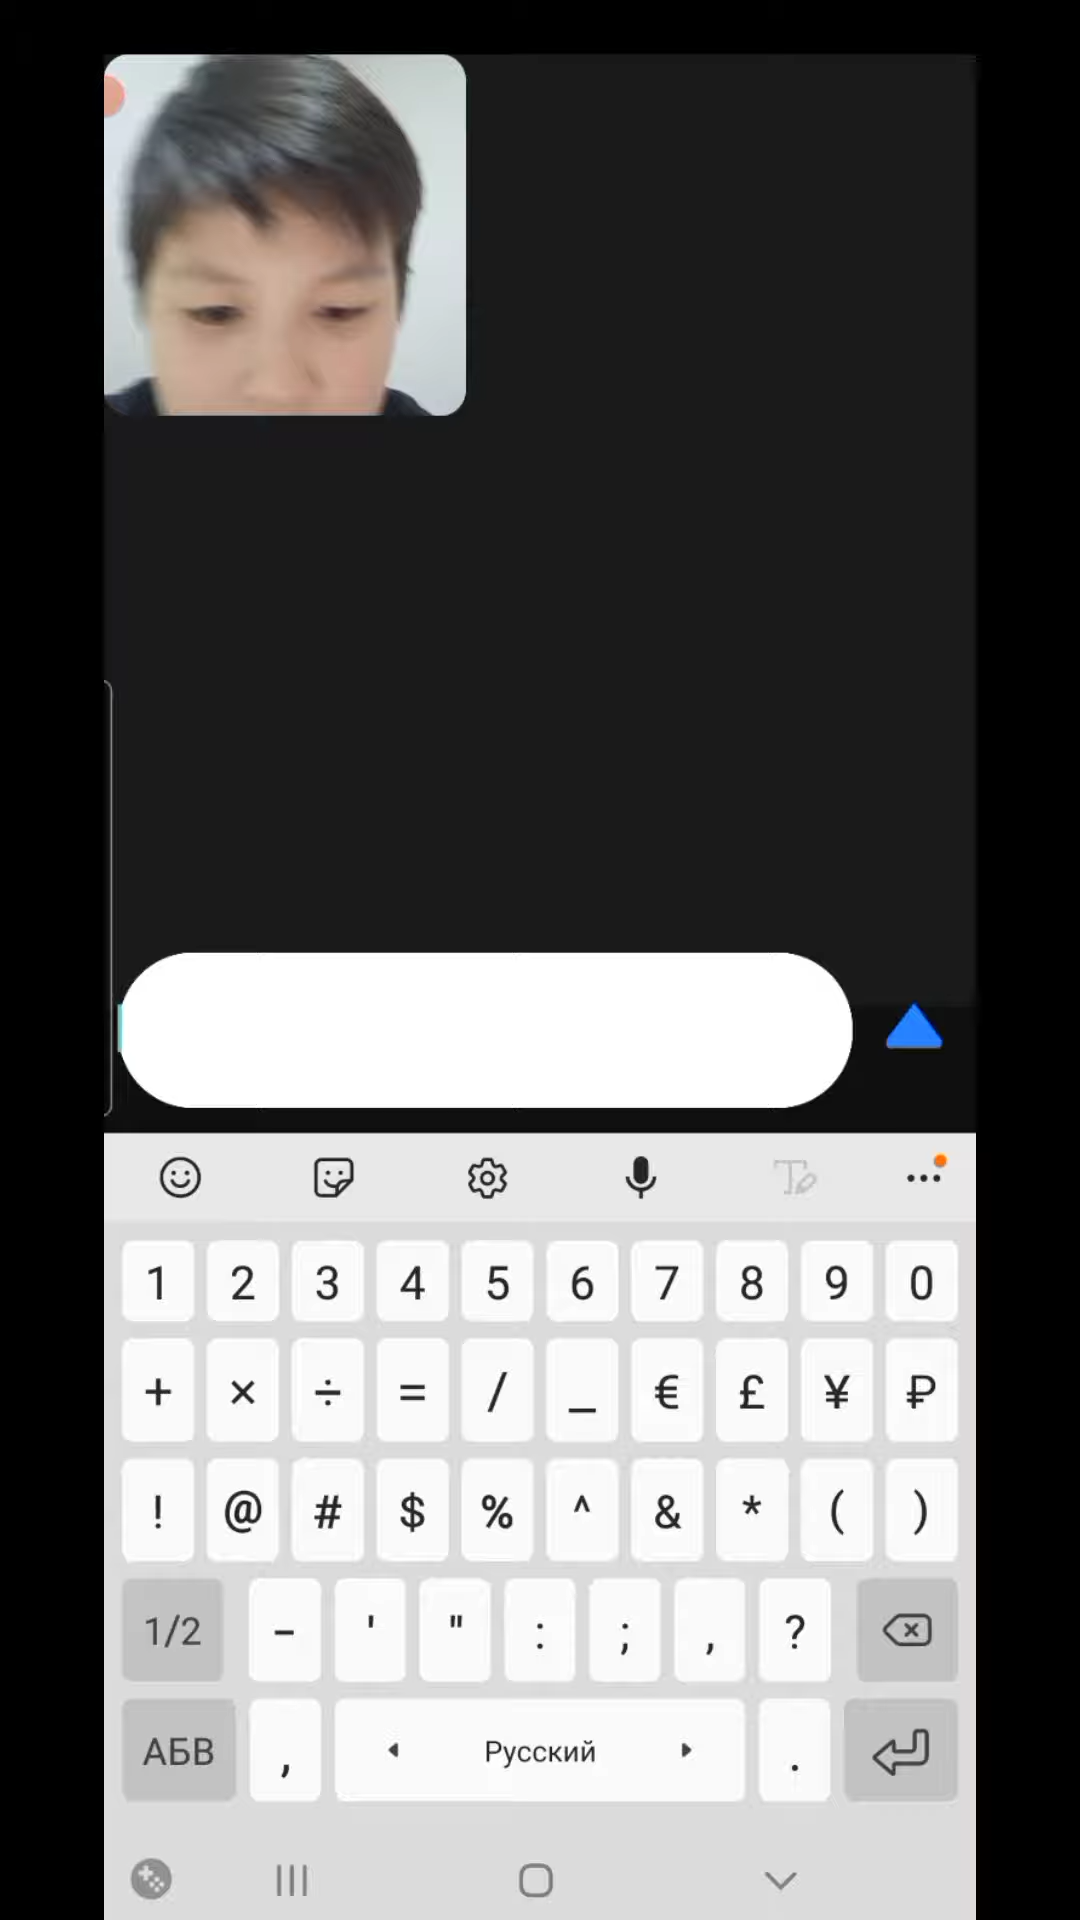 1 2 3 4 5 6 7 8 9 0
+ × ÷ = / _ € £ ¥ ₽
! @ # $ % ^ & * ( )
1/2 - ' " : ; , ?
АБВ , Русский .